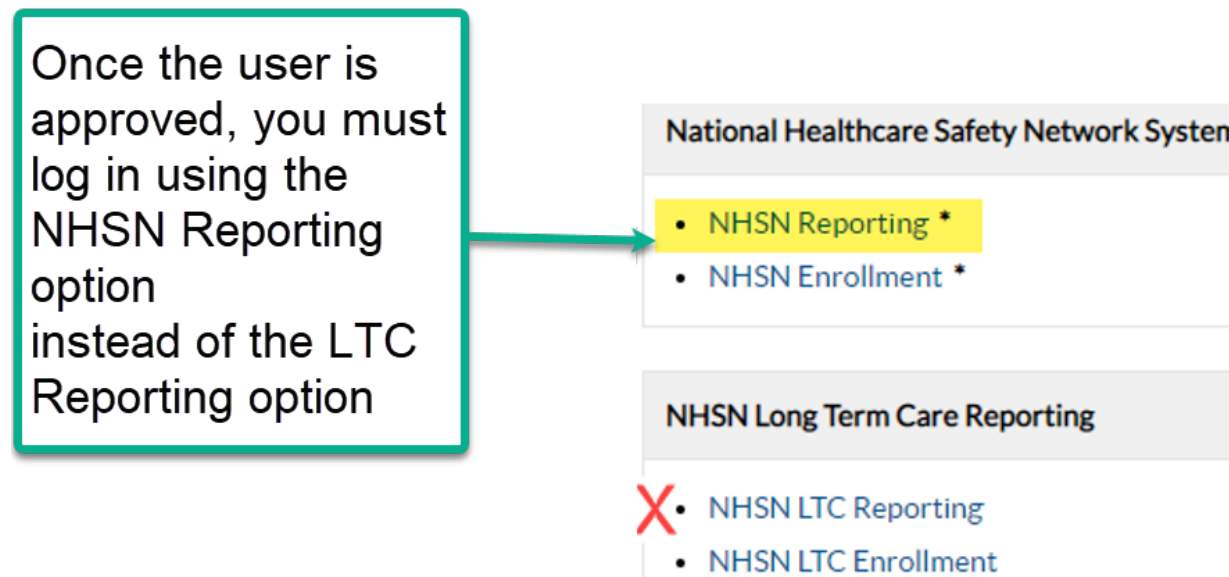 Once the user is
approved, you must
log in using the
NHSN Reporting
option
instead of the LTC
Reporting option
National Healthcare Safety Network System
• NHSN Reporting *
• NHSN Enrollment *
NHSN Long Term Care Reporting
X • NHSN LTC Reporting
• NHSN LTC Enrollment